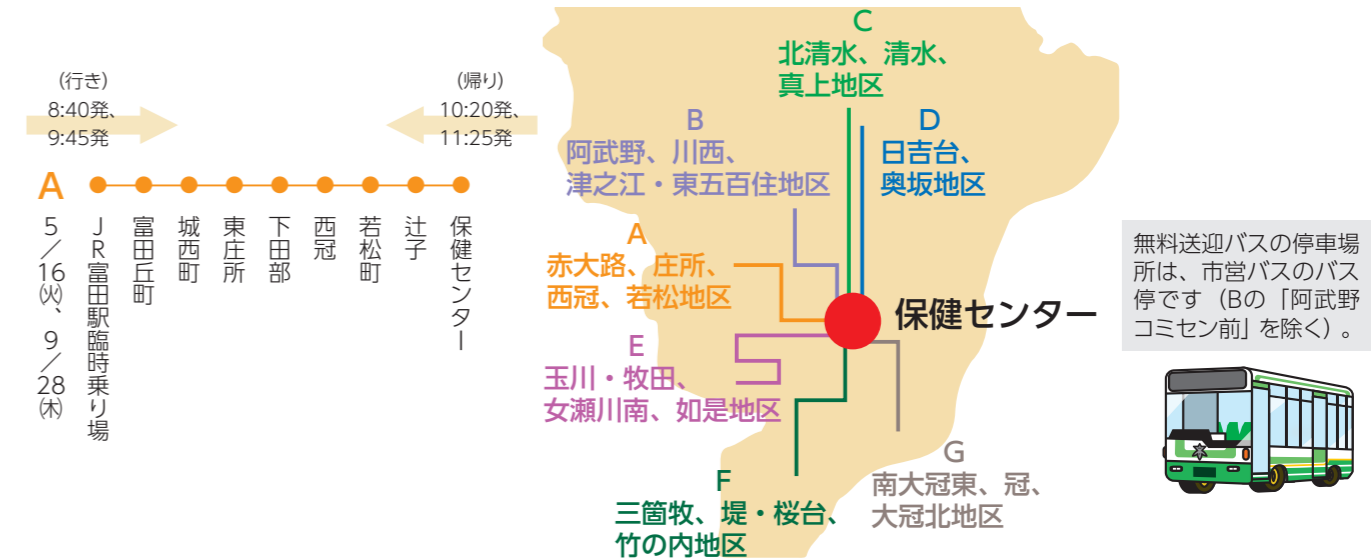 (行き)
8:40発、
9:45発
(帰り)
10:20発、
11:25発
A
5/16㈫、9/28㈭
JR富田駅臨時乗り場
富田丘町
城西町
東庄所
下田部
西冠
若松町
辻子
保健センター
C
北清水、清水、
真上地区
B
阿武野、川西、
津之江・東五百住地区
D
日吉台、
奥坂地区
A
赤大路、庄所、
西冠、若松地区
保健センター
E
玉川・牧田、
女瀬川南、如是地区
F
三箇牧、堤・桜台、
竹の内地区
G
南大冠東、冠、
大冠北地区
無料送迎バスの停車場
所は、市営バスのバス
停です(Bの「阿武野
コミセン前」を除く)。